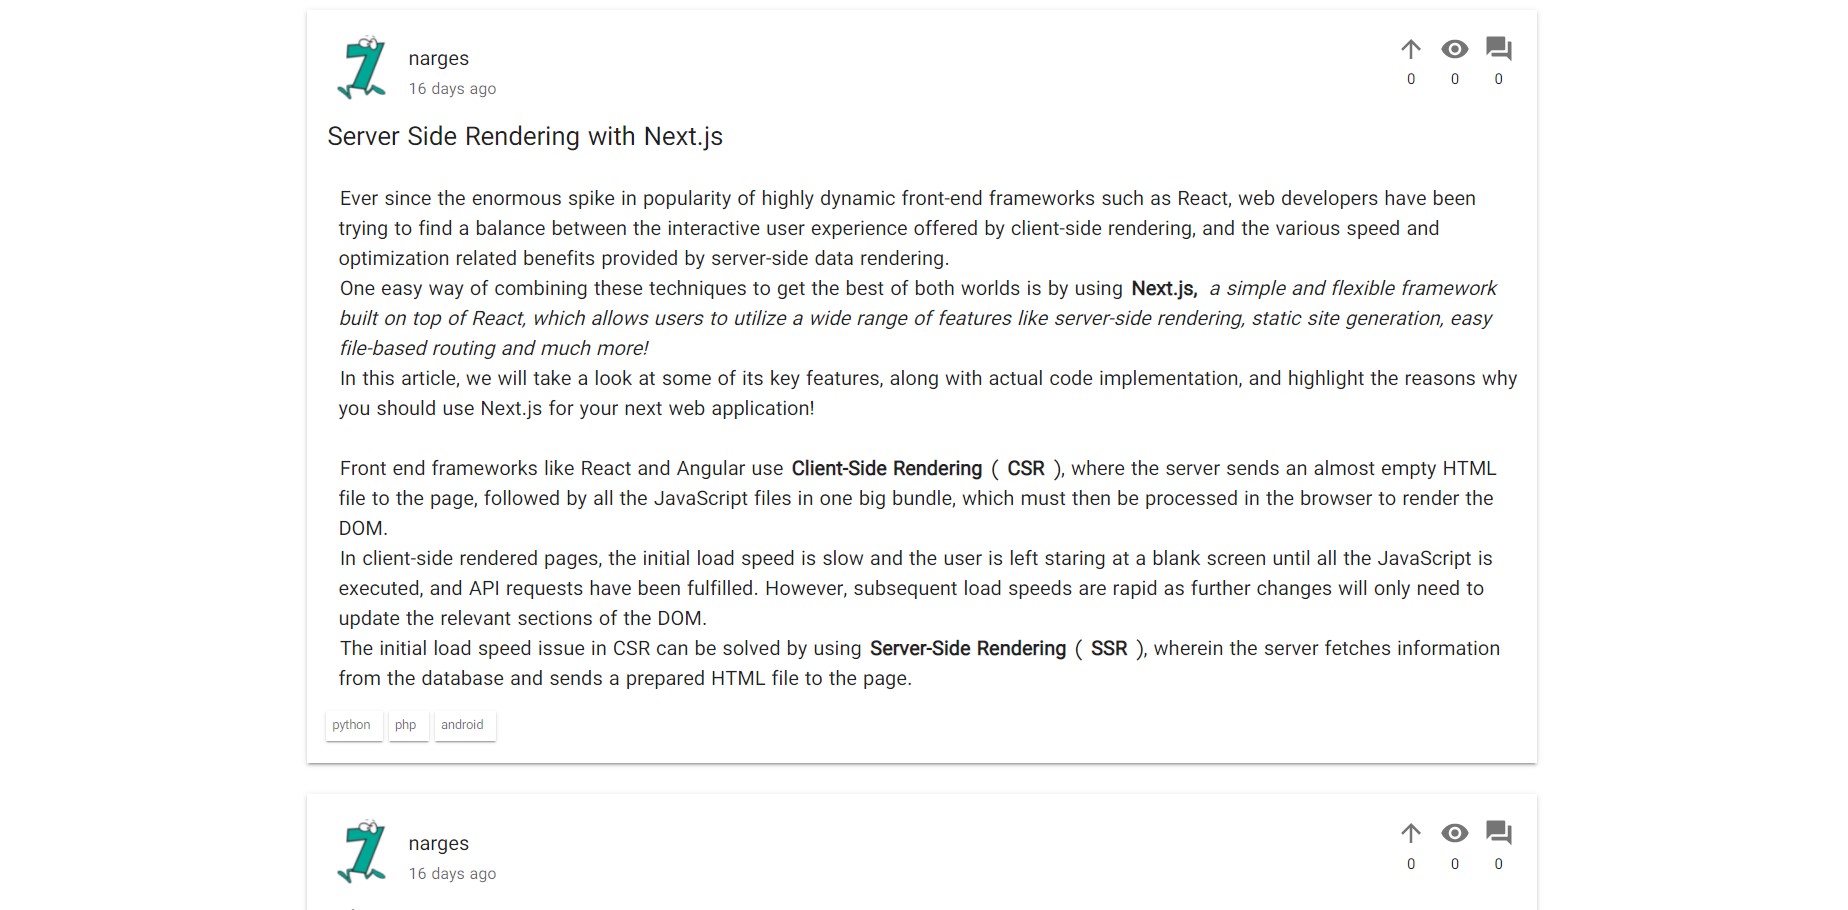 narges
16 days ago
0 0 0
Server Side Rendering with Next.js
Ever since the enormous spike in popularity of highly dynamic front-end frameworks such as React, web developers have been
trying to find a balance between the interactive user experience offered by client-side rendering, and the various speed and
optimization related benefits provided by server-side data rendering.
One easy way of combining these techniques to get the best of both worlds is by using Next.js, a simple and flexible framework
built on top of React, which allows users to utilize a wide range of features like server-side rendering, static site generation, easy
file-based routing and much more!
In this article, we will take a look at some of its key features, along with actual code implementation, and highlight the reasons why
you should use Next.js for your next web application!
Front end frameworks like React and Angular use Client-Side Rendering ( CSR ), where the server sends an almost empty HTML
file to the page, followed by all the JavaScript files in one big bundle, which must then be processed in the browser to render the
DOM.
In client-side rendered pages, the initial load speed is slow and the user is left staring at a blank screen until all the JavaScript is
executed, and API requests have been fulfilled. However, subsequent load speeds are rapid as further changes will only need to
update the relevant sections of the DOM.
The initial load speed issue in CSR can be solved by using Server-Side Rendering ( SSR ), wherein the server fetches information
from the database and sends a prepared HTML file to the page.
python php android
narges
16 days ago
0 0 0